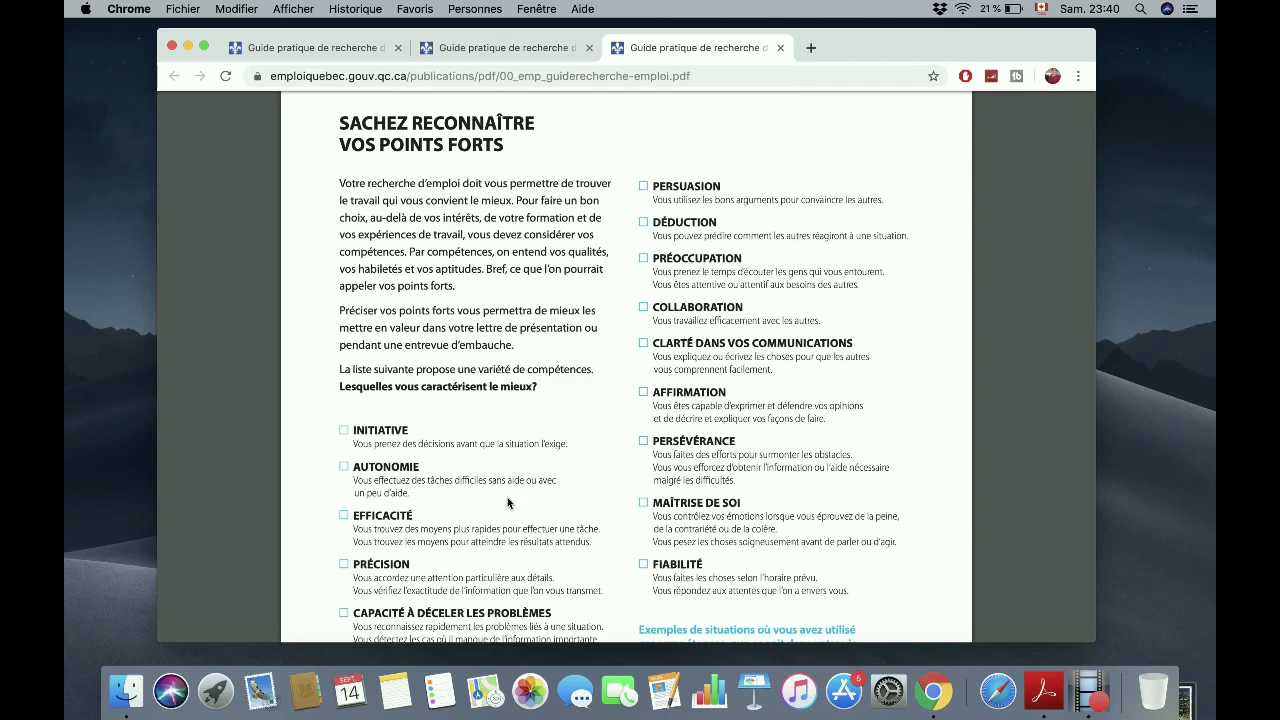 Chrome Fichier Modifier Afficher Historique Favoris Personnes Fenêtre Aide 21 % Sam. 23:40
Guide pratique de recherche d
Guide pratique de recherche d
Guide pratique de recherche d
emploiquebec.gouv.qc.ca/publications/pdf/00_emp_guiderecherche-emploi.pdf
SACHEZ RECONNAÎTRE
VOS POINTS FORTS
Votre recherche d'emploi doit vous permettre de trouver
le travail qui vous convient le mieux. Pour faire un bon
choix, au-delà de vos intérêts, de votre formation et de
vos expériences de travail, vous devez considérer vos
compétences. Par compétences, on entend vos qualités,
vos habiletés et vos aptitudes. Bref, ce que l'on pourrait
appeler vos points forts.
Préciser vos points forts vous permettra de mieux les
mettre en valeur dans votre lettre de présentation ou
pendant une entrevue d'embauche.
La liste suivante propose une variété de compétences.
Lesquelles vous caractérisent le mieux?
INITIATIVE
Vous prenez des décisions avant que la situation l'exige.
AUTONOMIE
Vous effectuez des tâches difficiles sans aide ou avec
un peu d'aide.
EFFICACITÉ
Vous trouvez des moyens plus rapides pour effectuer une tâche.
Vous trouvez les moyens pour atteindre les résultats attendus.
PRÉCISION
Vous accordez une attention particulière aux détails.
Vous vérifiez l'exactitude de l'information que l'on vous transmet.
CAPACITÉ À DÉCELER LES PROBLÈMES
Vous reconnaissez rapidement les problèmes liés à une situation.
Vous détectez les cas où il manque de l'information importante.
PERSUASION
Vous utilisez les bons arguments pour convaincre les autres.
DÉDUCTION
Vous pouvez prédire comment les autres réagiront à une situation.
PRÉOCCUPATION
Vous prenez le temps d'écouter les gens qui vous entourent.
Vous êtes attentive ou attentif aux besoins des autres.
COLLABORATION
Vous travaillez efficacement avec les autres.
CLARTÉ DANS VOS COMMUNICATIONS
Vous expliquez ou écrivez les choses pour que les autres
vous comprennent facilement.
AFFIRMATION
Vous êtes capable d'exprimer et défendre vos opinions
et de décrire et expliquer vos façons de faire.
PERSÉVÉRANCE
Vous faites des efforts pour surmonter les obstacles.
Vous vous efforcez d'obtenir l'information ou l'aide nécessaire
malgré les difficultés.
MAÎTRISE DE SOI
Vous contrôlez vos émotions lorsque vous éprouvez de la peine,
de la contrariété ou de la colère.
Vous pesez les choses soigneusement avant de parler ou d'agir.
FIABILITÉ
Vous faites les choses selon l'horaire prévu.
Vous répondez aux attentes que l'on a envers vous.
Exemples de situations où vous avez utilisé
SEPT.
14
5